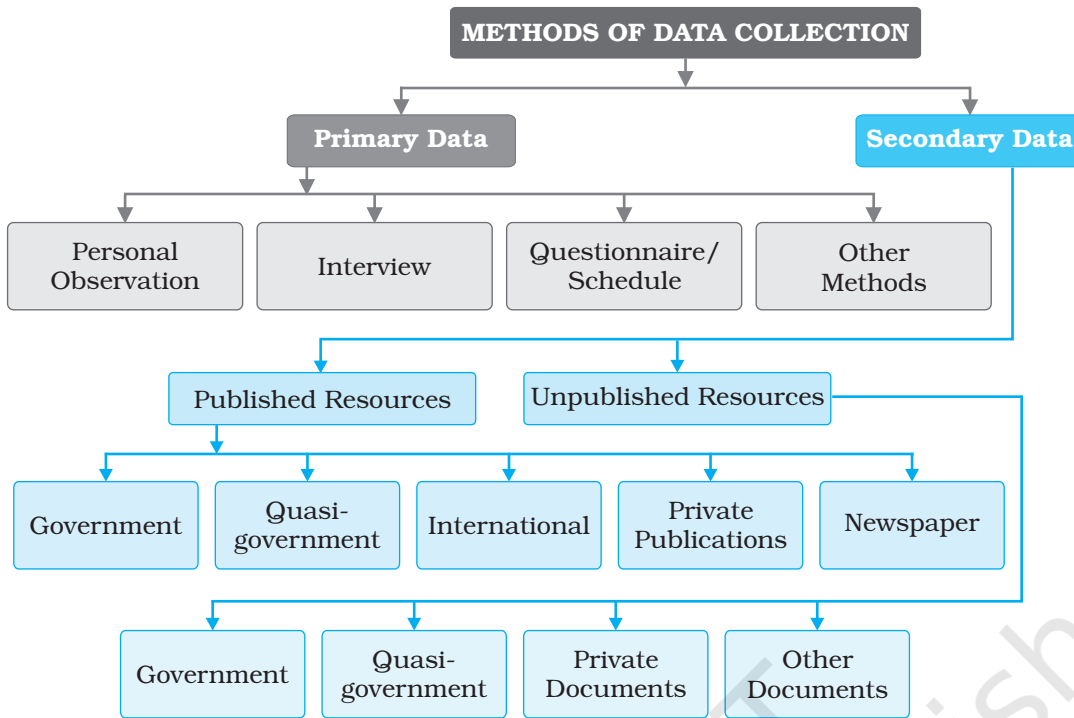 METHODS OF DATA COLLECTION
Primary Data
Secondary Data
Personal
Observation
Interview
Questionnaire/
Schedule
Other
Methods
Published Resources
Unpublished Resources
Government
Quasi-
government
International
Private
Publications
Newspaper
Government
Quasi-
government
Private
Documents
Other
Documents